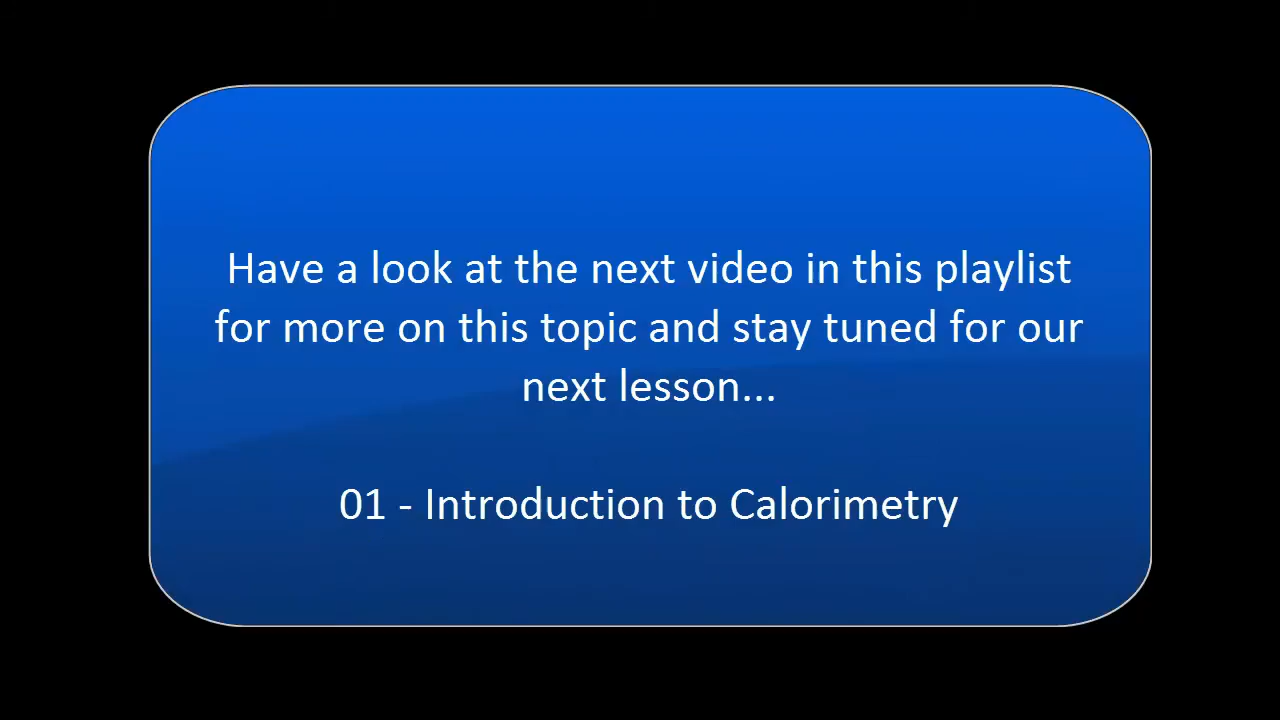 Have a look at the next video in this playlist
for more on this topic and stay tuned for our
next lesson...
01 - Introduction to Calorimetry